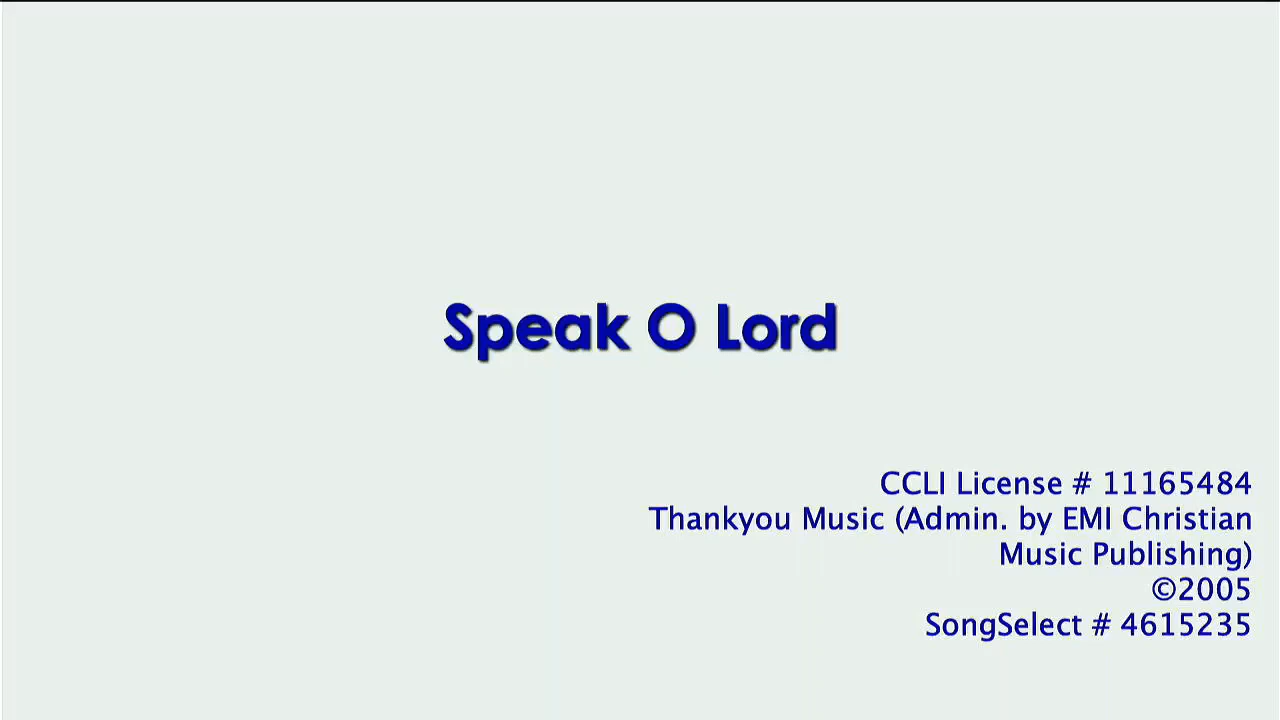 Speak O Lord
CCLI License # 11165484
Thankyou Music (Admin. by EMI Christian
Music Publishing)
©2005
SongSelect # 4615235